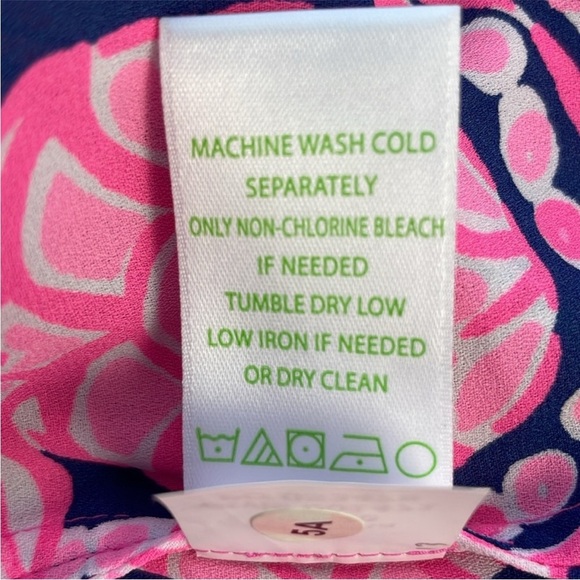 MACHINE WASH COLD
SEPARATELY
ONLY NON-CHLORINE BLEACH
IF NEEDED
TUMBLE DRY LOW
LOW IRON IF NEEDED
OR DRY CLEAN
5A